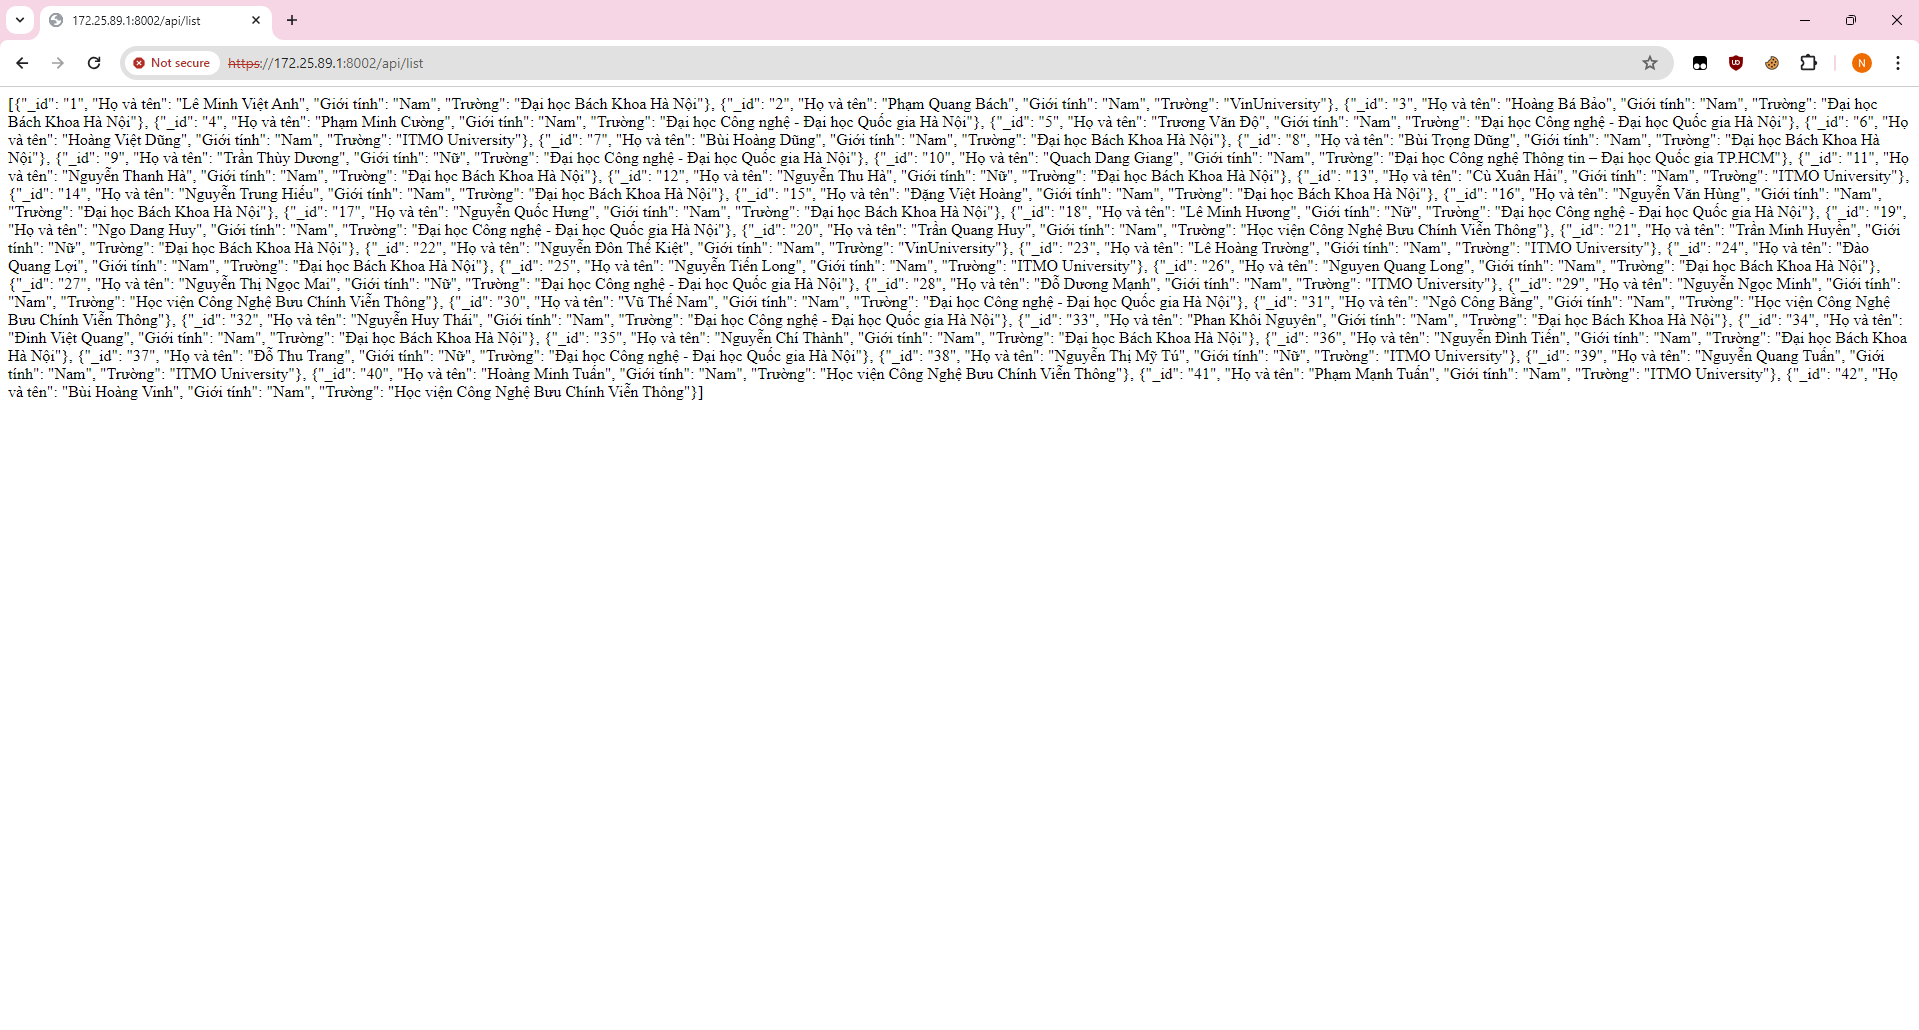 172.25.89.1:8002/api/list
Not secure
https://172.25.89.1:8002/api/list
N
[{"_id": "1", "Họ và tên": "Lê Minh Việt Anh", "Giới tính": "Nam", "Trường": "Đại học Bách Khoa Hà Nội"}, {"_id": "2", "Họ và tên": "Phạm Quang Bách", "Giới tính": "Nam", "Trường": "VinUniversity"}, {"_id": "3", "Họ và tên": "Hoàng Bá Bảo", "Giới tính": "Nam", "Trường": "Đại học
Bách Khoa Hà Nội"}, {"_id": "4", "Họ và tên": "Phạm Minh Cường", "Giới tính": "Nam", "Trường": "Đại học Công nghệ - Đại học Quốc gia Hà Nội"}, {"_id": "5", "Họ và tên": "Trương Văn Độ", "Giới tính": "Nam", "Trường": "Đại học Công nghệ - Đại học Quốc gia Hà Nội"}, {"_id": "6", "Họ
và tên": "Hoàng Việt Dũng", "Giới tính": "Nam", "Trường": "ITMO University"}, {"_id": "7", "Họ và tên": "Bùi Hoàng Dũng", "Giới tính": "Nam", "Trường": "Đại học Bách Khoa Hà Nội"}, {"_id": "8", "Họ và tên": "Bùi Trọng Dũng", "Giới tính": "Nam", "Trường": "Đại học Bách Khoa Hà
Nội"}, {"_id": "9", "Họ và tên": "Trần Thùy Dương", "Giới tính": "Nữ", "Trường": "Đại học Công nghệ - Đại học Quốc gia Hà Nội"}, {"_id": "10", "Họ và tên": "Quach Dang Giang", "Giới tính": "Nam", "Trường": "Đại học Công nghệ Thông tin – Đại học Quốc gia TP.HCM"}, {"_id": "11", "Họ
và tên": "Nguyễn Thanh Hà", "Giới tính": "Nam", "Trường": "Đại học Bách Khoa Hà Nội"}, {"_id": "12", "Họ và tên": "Nguyễn Thu Hà", "Giới tính": "Nữ", "Trường": "Đại học Bách Khoa Hà Nội"}, {"_id": "13", "Họ và tên": "Cù Xuân Hải", "Giới tính": "Nam", "Trường": "ITMO University"},
{"_id": "14", "Họ và tên": "Nguyễn Trung Hiếu", "Giới tính": "Nam", "Trường": "Đại học Bách Khoa Hà Nội"}, {"_id": "15", "Họ và tên": "Đặng Việt Hoàng", "Giới tính": "Nam", "Trường": "Đại học Bách Khoa Hà Nội"}, {"_id": "16", "Họ và tên": "Nguyễn Văn Hùng", "Giới tính": "Nam",
"Trường": "Đại học Bách Khoa Hà Nội"}, {"_id": "17", "Họ và tên": "Nguyễn Quốc Hưng", "Giới tính": "Nam", "Trường": "Đại học Bách Khoa Hà Nội"}, {"_id": "18", "Họ và tên": "Lê Minh Hương", "Giới tính": "Nữ", "Trường": "Đại học Công nghệ - Đại học Quốc gia Hà Nội"}, {"_id": "19",
"Họ và tên": "Ngo Dang Huy", "Giới tính": "Nam", "Trường": "Đại học Công nghệ - Đại học Quốc gia Hà Nội"}, {"_id": "20", "Họ và tên": "Trần Quang Huy", "Giới tính": "Nam", "Trường": "Học viện Công Nghệ Bưu Chính Viễn Thông"}, {"_id": "21", "Họ và tên": "Trần Minh Huyền", "Giới
tính": "Nữ", "Trường": "Đại học Bách Khoa Hà Nội"}, {"_id": "22", "Họ và tên": "Nguyễn Đôn Thế Kiệt", "Giới tính": "Nam", "Trường": "VinUniversity"}, {"_id": "23", "Họ và tên": "Lê Hoàng Trường", "Giới tính": "Nam", "Trường": "ITMO University"}, {"_id": "24", "Họ và tên": "Đào
Quang Lợi", "Giới tính": "Nam", "Trường": "Đại học Bách Khoa Hà Nội"}, {"_id": "25", "Họ và tên": "Nguyễn Tiến Long", "Giới tính": "Nam", "Trường": "ITMO University"}, {"_id": "26", "Họ và tên": "Nguyen Quang Long", "Giới tính": "Nam", "Trường": "Đại học Bách Khoa Hà Nội"},
{"_id": "27", "Họ và tên": "Nguyễn Thị Ngọc Mai", "Giới tính": "Nữ", "Trường": "Đại học Công nghệ - Đại học Quốc gia Hà Nội"}, {"_id": "28", "Họ và tên": "Đỗ Dương Mạnh", "Giới tính": "Nam", "Trường": "ITMO University"}, {"_id": "29", "Họ và tên": "Nguyễn Ngọc Minh", "Giới tính":
"Nam", "Trường": "Học viện Công Nghệ Bưu Chính Viễn Thông"}, {"_id": "30", "Họ và tên": "Vũ Thế Nam", "Giới tính": "Nam", "Trường": "Đại học Công nghệ - Đại học Quốc gia Hà Nội"}, {"_id": "31", "Họ và tên": "Ngô Công Bằng", "Giới tính": "Nam", "Trường": "Học viện Công Nghệ
Bưu Chính Viễn Thông"}, {"_id": "32", "Họ và tên": "Nguyễn Huy Thái", "Giới tính": "Nam", "Trường": "Đại học Công nghệ - Đại học Quốc gia Hà Nội"}, {"_id": "33", "Họ và tên": "Phan Khôi Nguyên", "Giới tính": "Nam", "Trường": "Đại học Bách Khoa Hà Nội"}, {"_id": "34", "Họ và tên":
"Đinh Việt Quang", "Giới tính": "Nam", "Trường": "Đại học Bách Khoa Hà Nội"}, {"_id": "35", "Họ và tên": "Nguyễn Chí Thành", "Giới tính": "Nam", "Trường": "Đại học Bách Khoa Hà Nội"}, {"_id": "36", "Họ và tên": "Nguyễn Đình Tiến", "Giới tính": "Nam", "Trường": "Đại học Bách Khoa
Hà Nội"}, {"_id": "37", "Họ và tên": "Đỗ Thu Trang", "Giới tính": "Nữ", "Trường": "Đại học Công nghệ - Đại học Quốc gia Hà Nội"}, {"_id": "38", "Họ và tên": "Nguyễn Thị Mỹ Tú", "Giới tính": "Nữ", "Trường": "ITMO University"}, {"_id": "39", "Họ và tên": "Nguyễn Quang Tuấn", "Giới
tính": "Nam", "Trường": "ITMO University"}, {"_id": "40", "Họ và tên": "Hoàng Minh Tuấn", "Giới tính": "Nam", "Trường": "Học viện Công Nghệ Bưu Chính Viễn Thông"}, {"_id": "41", "Họ và tên": "Phạm Mạnh Tuấn", "Giới tính": "Nam", "Trường": "ITMO University"}, {"_id": "42", "Họ
và tên": "Bùi Hoàng Vinh", "Giới tính": "Nam", "Trường": "Học viện Công Nghệ Bưu Chính Viễn Thông"}]